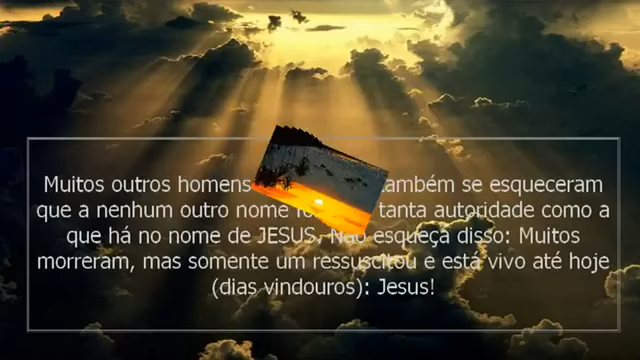 Muitos outros homens também se esqueceram
que a nenhum outro nome tanta autoridade como a
que há no nome de JESUS. Não esqueça disso: Muitos
morreram, mas somente um ressuscitou e está vivo até hoje
(dias vindouros): Jesus!